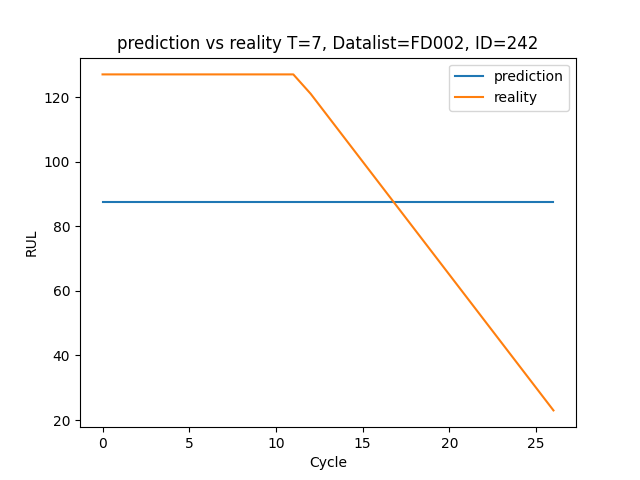 prediction vs reality T=7, Datalist=FD002, ID=242
prediction
reality
RUL
120
100
80
60
40
20
0 5 10 15 20 25
Cycle